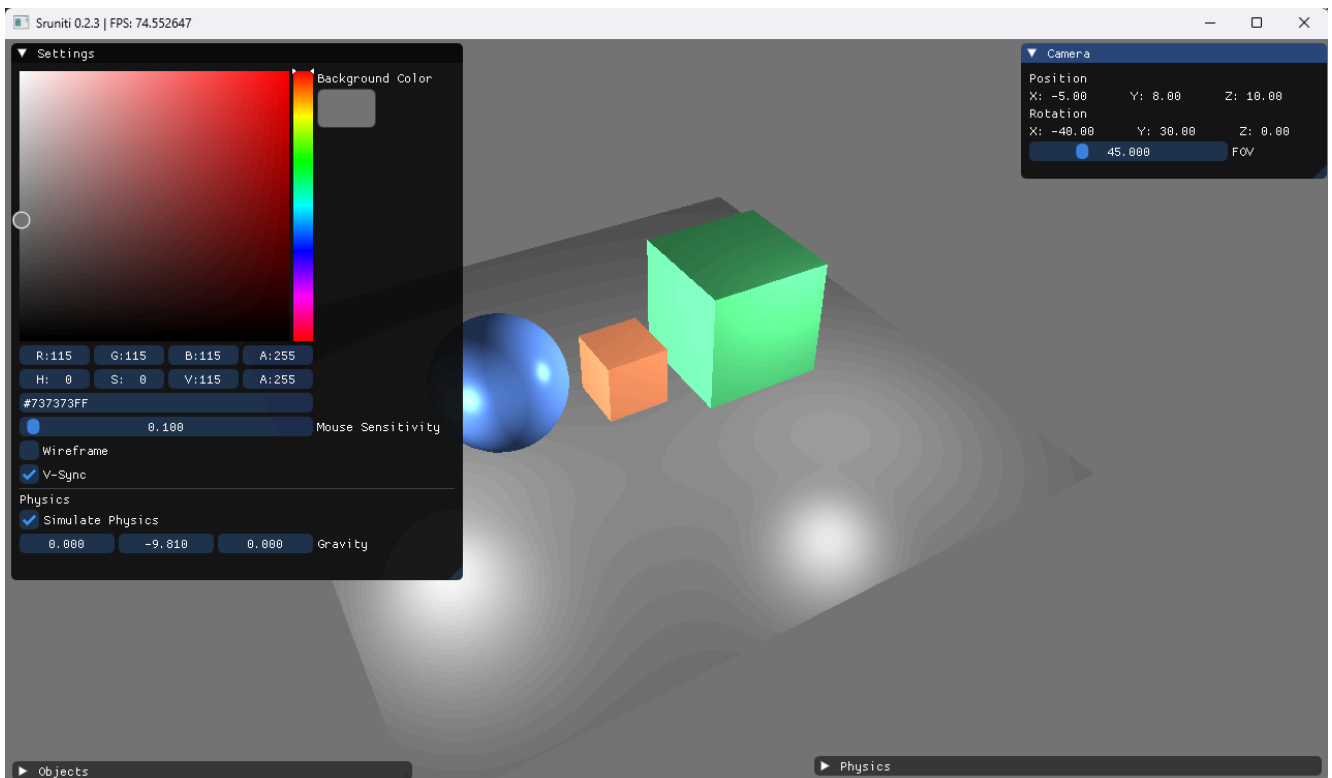 Sruniti 0.2.3 | FPS: 74.552647
Settings
Background Color
R:115 G:115 B:115 A:255
H: 0 S: 0 V:115 A:255
#737373FF
0.100 Mouse Sensitivity
Wireframe
V-Sync
Physics
Simulate Physics
0.000 -9.810 0.000 Gravity
Camera
Position
X: -5.00 Y: 8.00 Z: 10.00
Rotation
X: -40.00 Y: 30.00 Z: 0.00
45.000 FOV
Objects
Physics